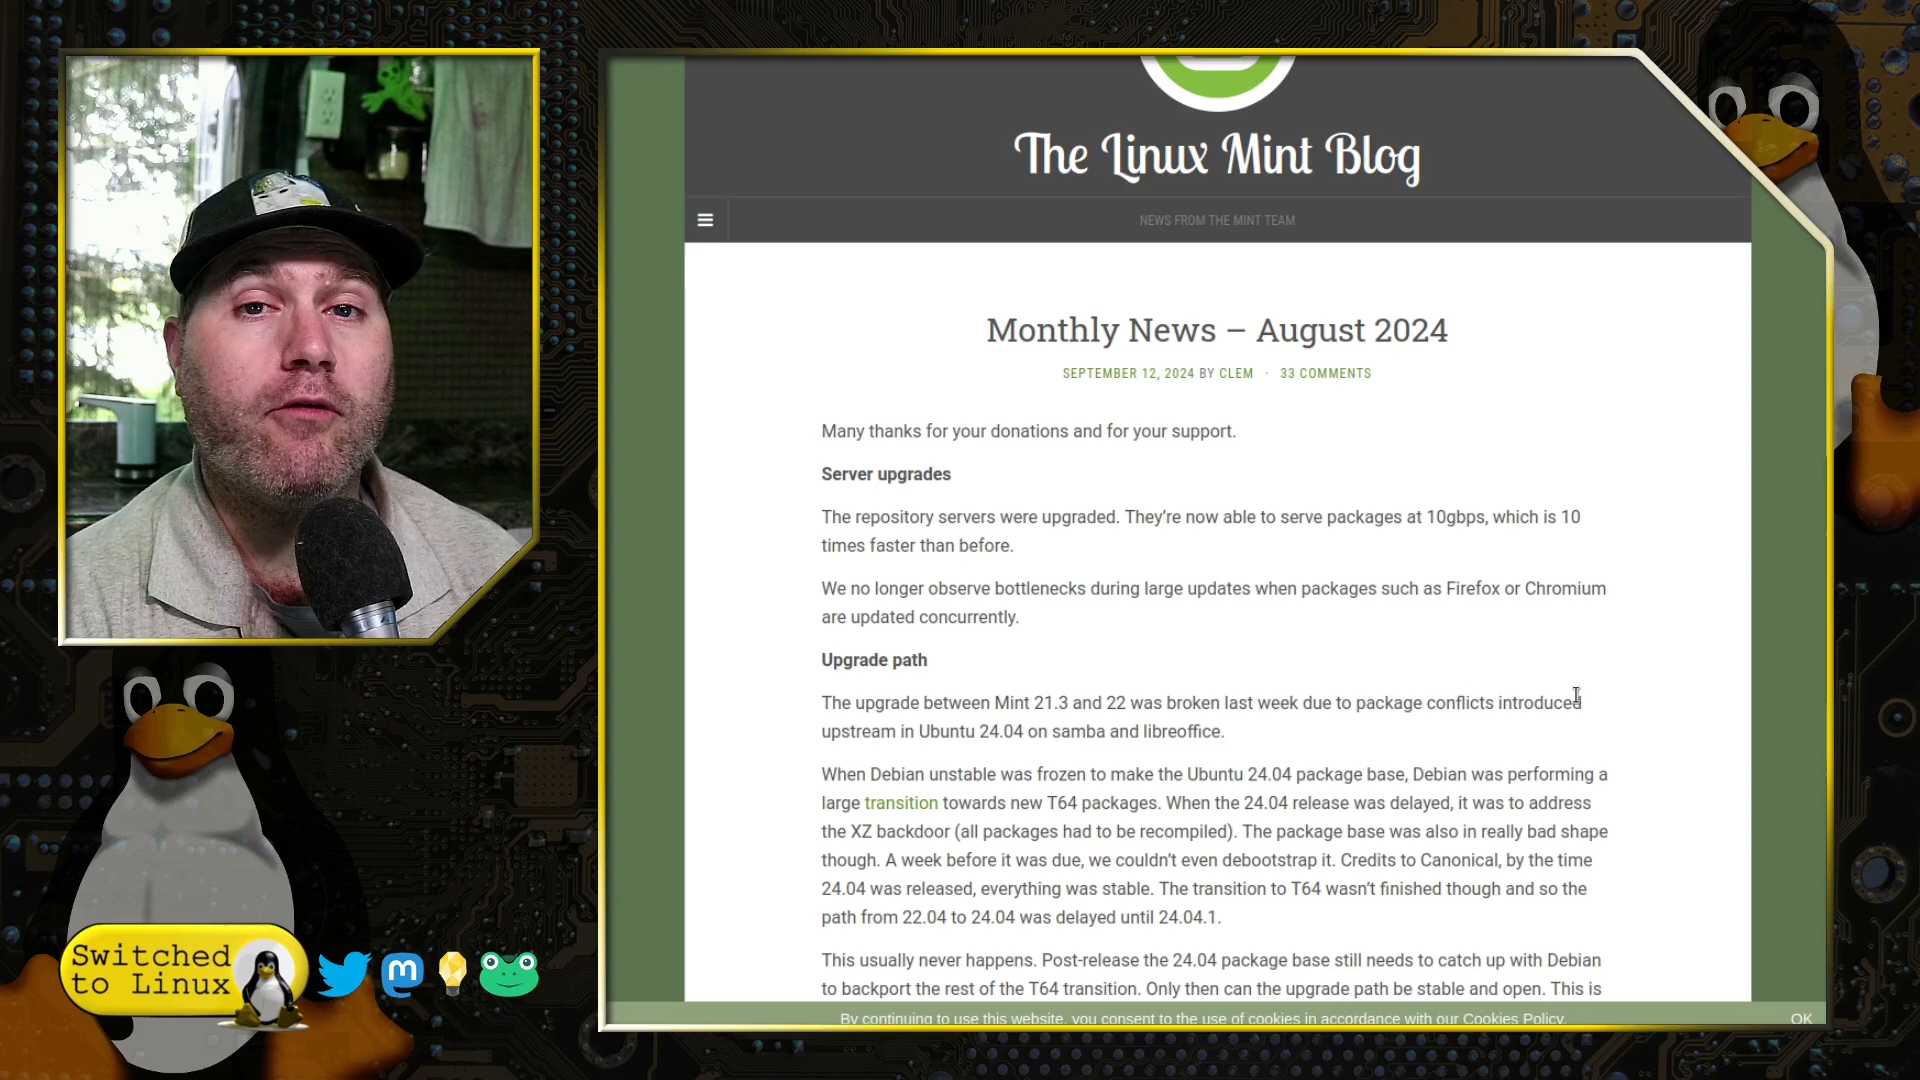 The Linux Mint Blog
NEWS FROM THE MINT TEAM
Monthly News – August 2024
SEPTEMBER 12, 2024 BY CLEM · 33 COMMENTS
Many thanks for your donations and for your support.
Server upgrades
The repository servers were upgraded. They’re now able to serve packages at 10gbps, which is 10
times faster than before.
We no longer observe bottlenecks during large updates when packages such as Firefox or Chromium
are updated concurrently.
Upgrade path
The upgrade between Mint 21.3 and 22 was broken last week due to package conflicts introduced
upstream in Ubuntu 24.04 on samba and libreoffice.
When Debian unstable was frozen to make the Ubuntu 24.04 package base, Debian was performing a
large transition towards new T64 packages. When the 24.04 release was delayed, it was to address
the XZ backdoor (all packages had to be recompiled). The package base was also in really bad shape
though. A week before it was due, we couldn’t even debootstrap it. Credits to Canonical, by the time
24.04 was released, everything was stable. The transition to T64 wasn’t finished though and so the
path from 22.04 to 24.04 was delayed until 24.04.1.
This usually never happens. Post-release the 24.04 package base still needs to catch up with Debian
to backport the rest of the T64 transition. Only then can the upgrade path be stable and open. This is
By continuing to use this website, you consent to the use of cookies in accordance with our Cookies Policy.
OK
Switched
to Linux
m